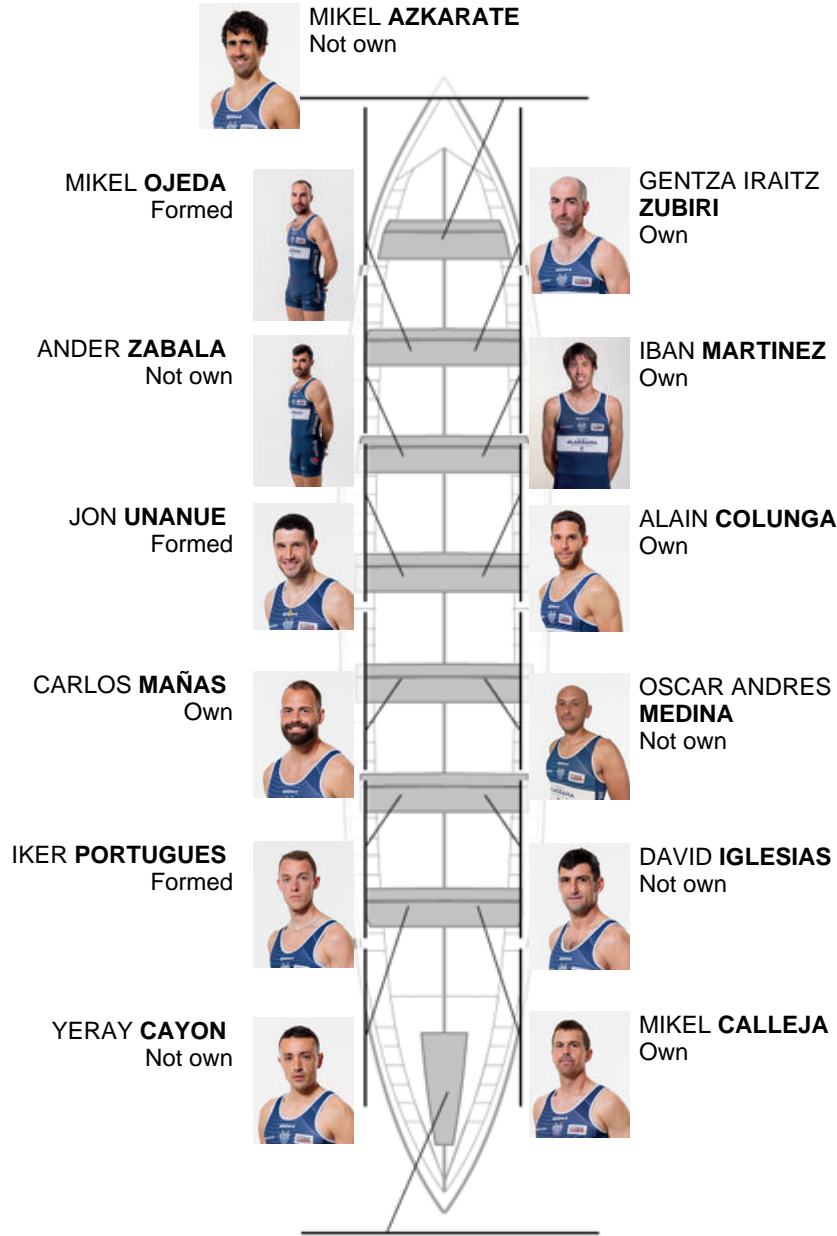 MIKEL AZKARATE
Not own
MIKEL OJEDA
Formed
GENTZA IRAITZ
ZUBIRI
Own
ANDER ZABALA
Not own
IBAN MARTINEZ
Own
JON UNANUE
Formed
ALAIN COLUNGA
Own
CARLOS MAÑAS
Own
OSCAR ANDRES
MEDINA
Not own
IKER PORTUGUES
Formed
DAVID IGLESIAS
Not own
YERAY CAYON
Not own
MIKEL CALLEJA
Own